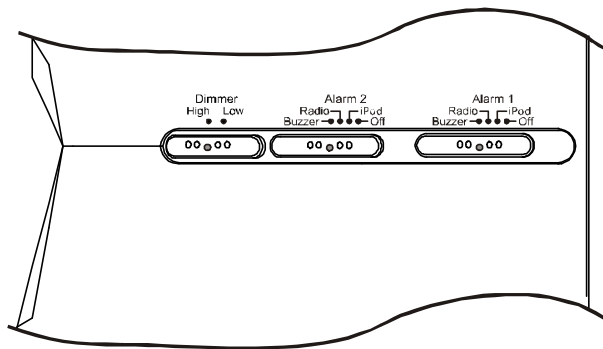 Dimmer
High Low
Alarm 2
Radio iPod
Buzzer Off
Alarm 1
Radio iPod
Buzzer Off